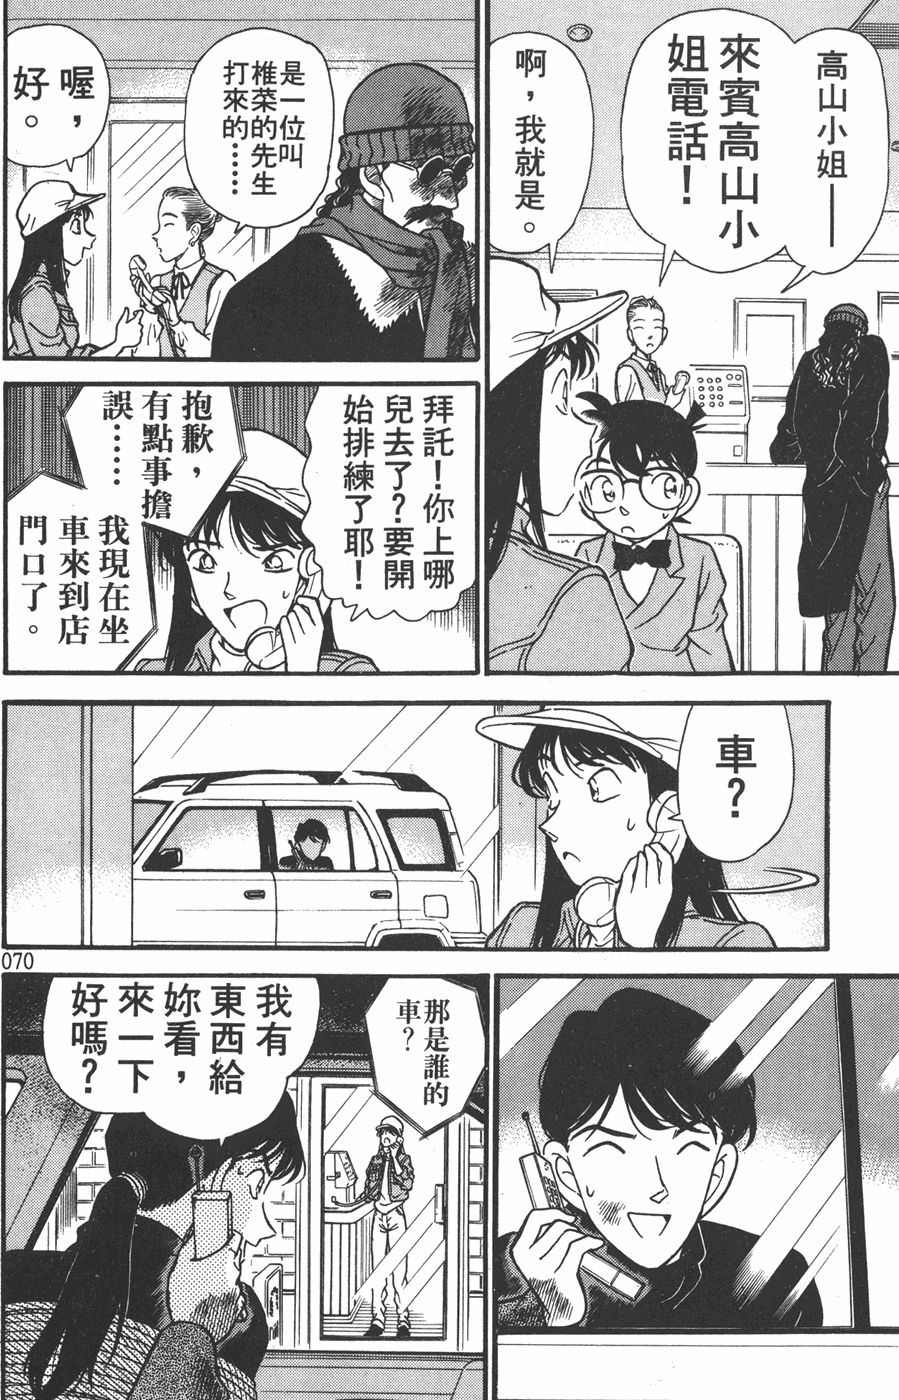 高山小姐——
來賓高山小
姐電話！
啊，我就是。
是一位叫
椎菜的先生
打來的……
喔，
好。
拜託！你上哪
兒去了？要開
始排練了耶！
抱歉，
有點事擔
誤……
我現在坐
車來到店
門口了。
車？
070
那是誰的
車？
我有
東西給
妳看，
來一下
好嗎？